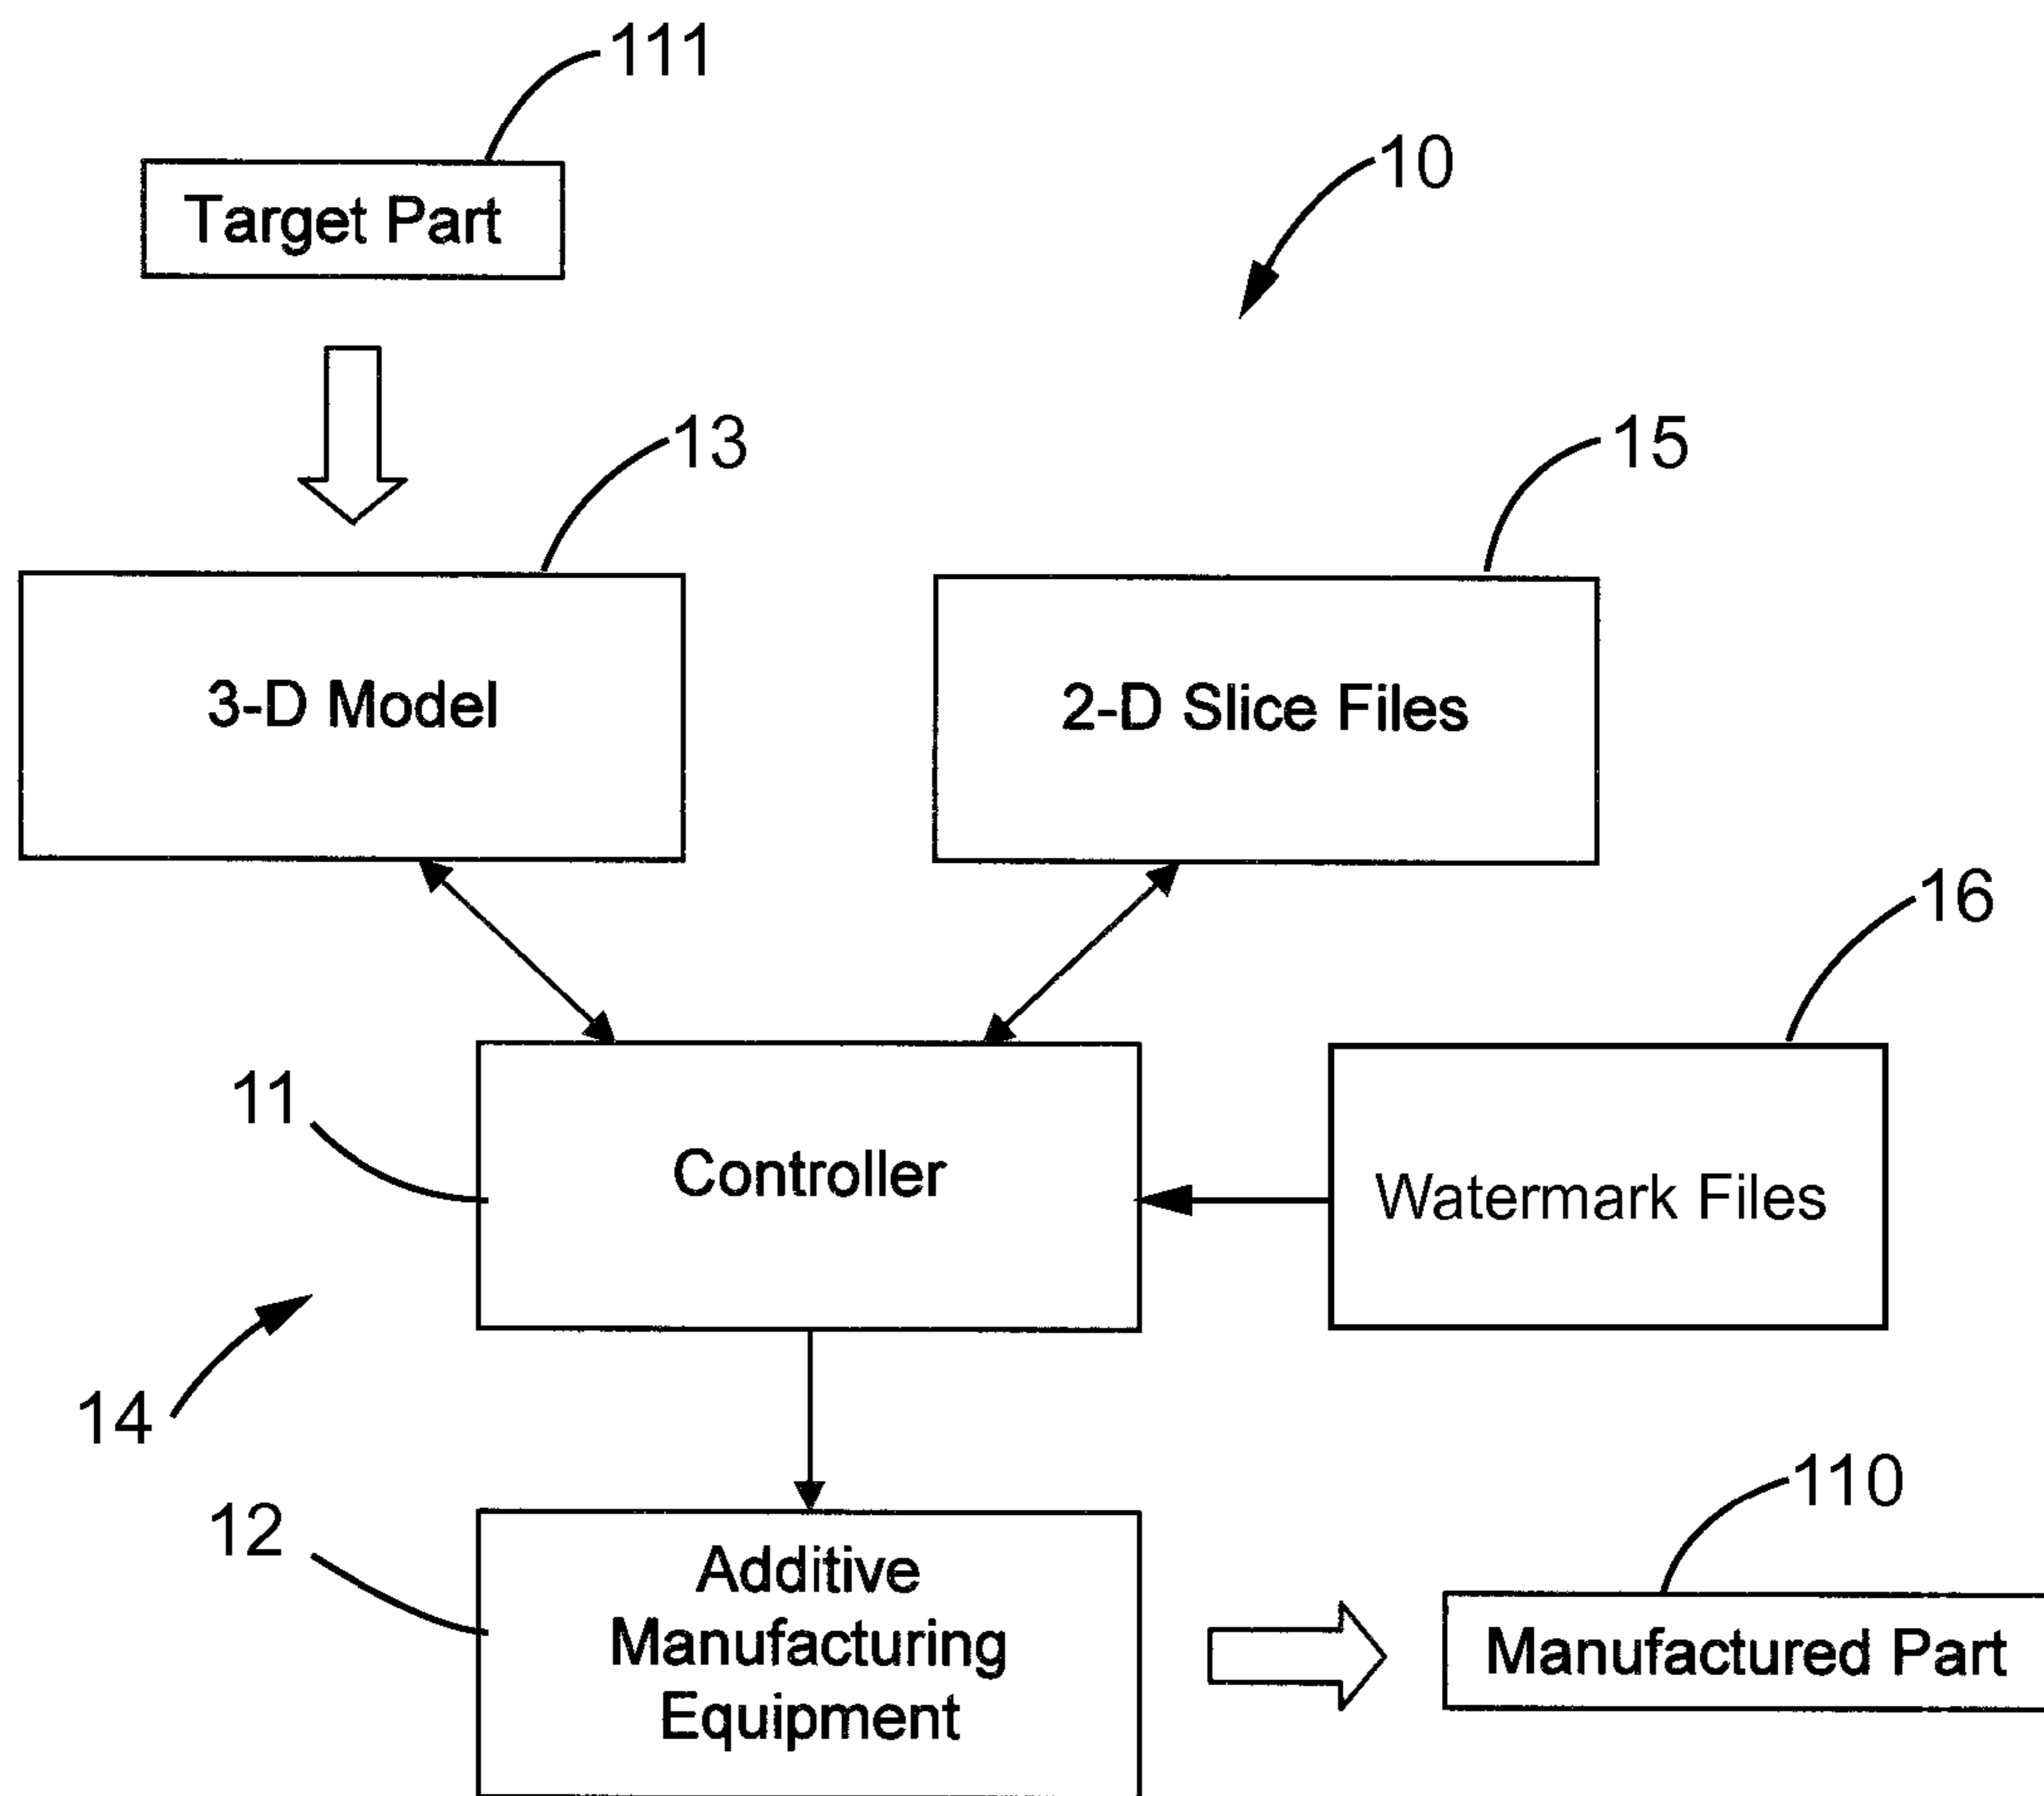 111
10
Target Part
13
15
3-D Model
2-D Slice Files
16
11
Controller
Watermark Files
14
110
12
Additive
Manufacturing
Equipment
Manufactured Part